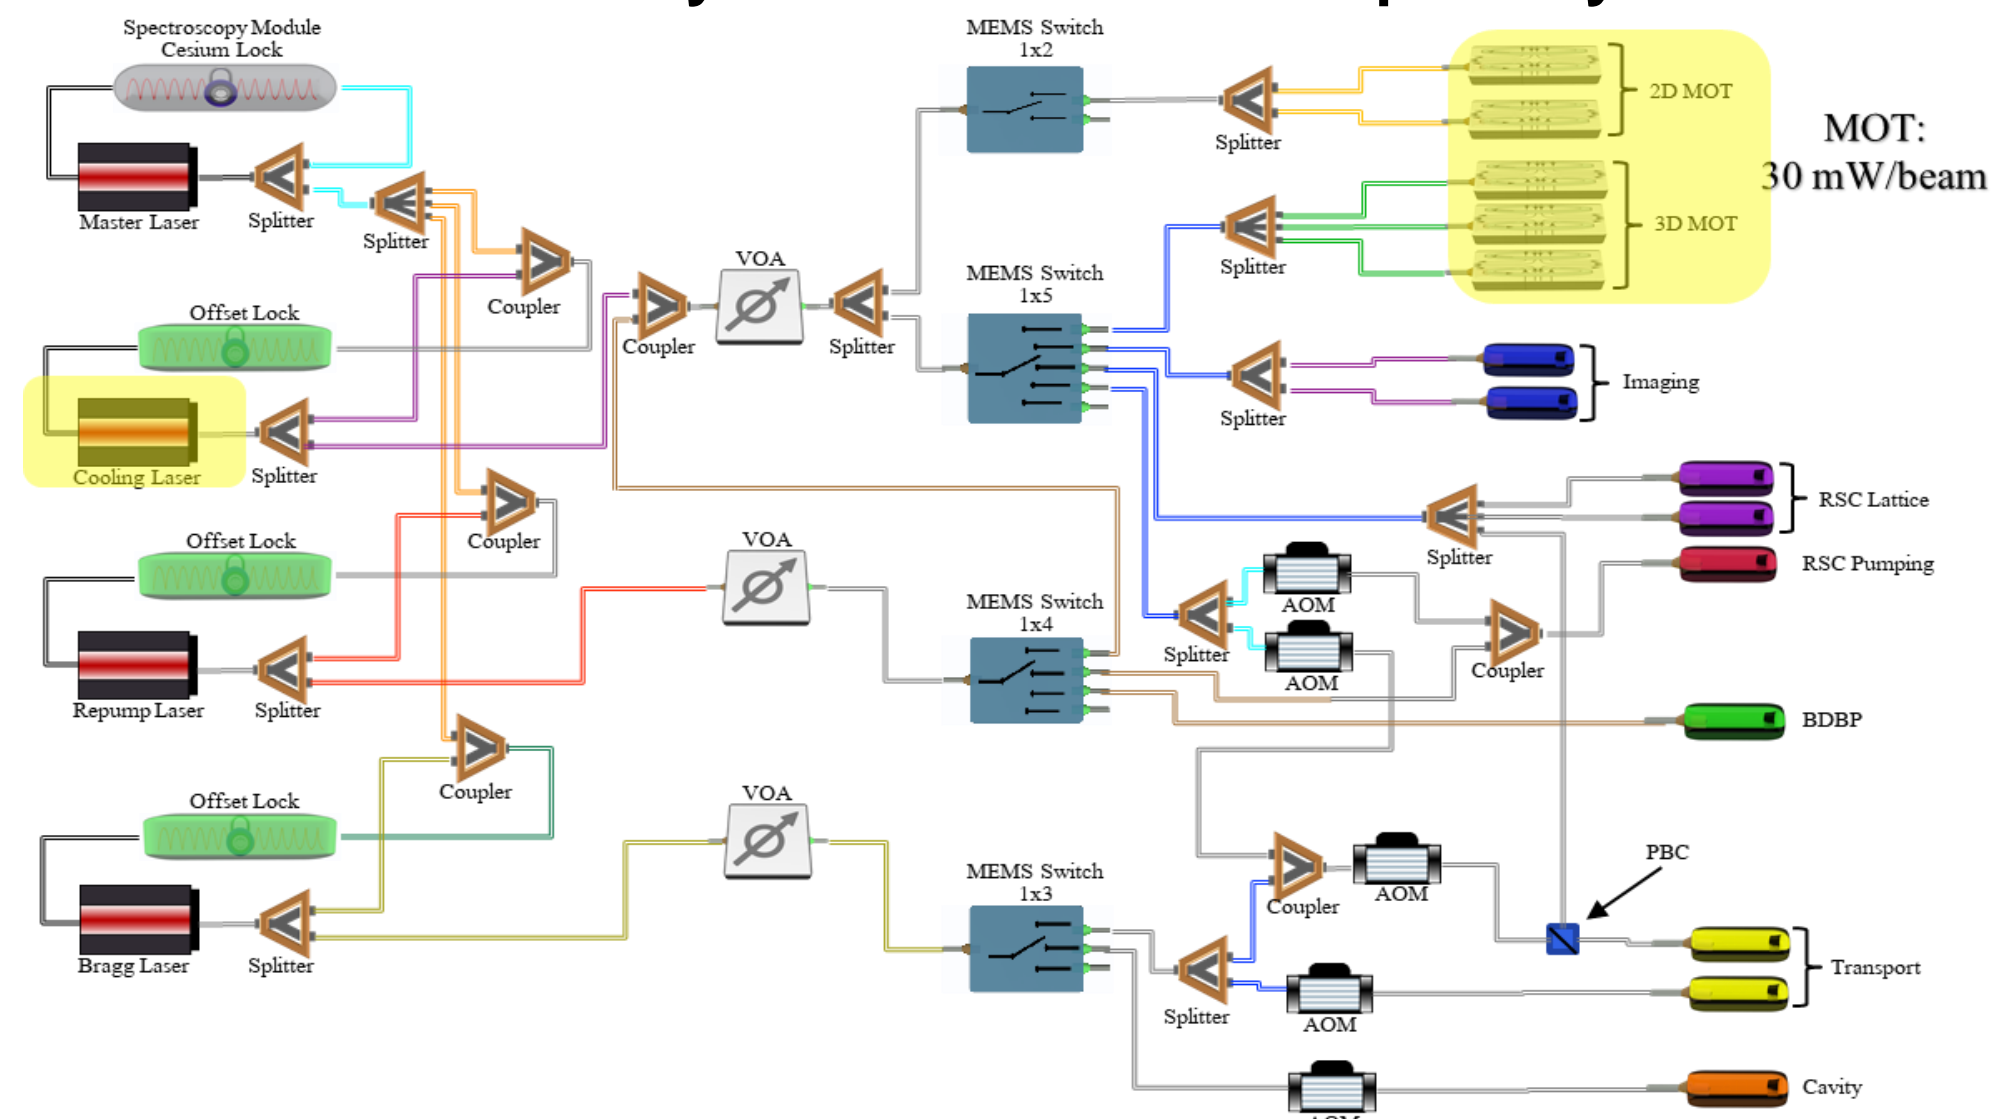 Spectroscopy Module
Cesium Lock
Master Laser
Splitter
Splitter
Coupler
Offset Lock
Cooling Laser
Splitter
Coupler
Offset Lock
Repump Laser
Splitter
Coupler
Offset Lock
Bragg Laser
Splitter
Coupler
VOA
Splitter
VOA
VOA
MEMS Switch
1x2
Splitter
2D MOT
MOT:
30 mW/beam
MEMS Switch
1x5
Splitter
3D MOT
Splitter
Imaging
Splitter
RSC Lattice
RSC Pumping
MEMS Switch
1x4
AOM
Splitter
AOM
Coupler
BDBP
PBC
MEMS Switch
1x3
Coupler
AOM
Splitter
AOM
Transport
Cavity